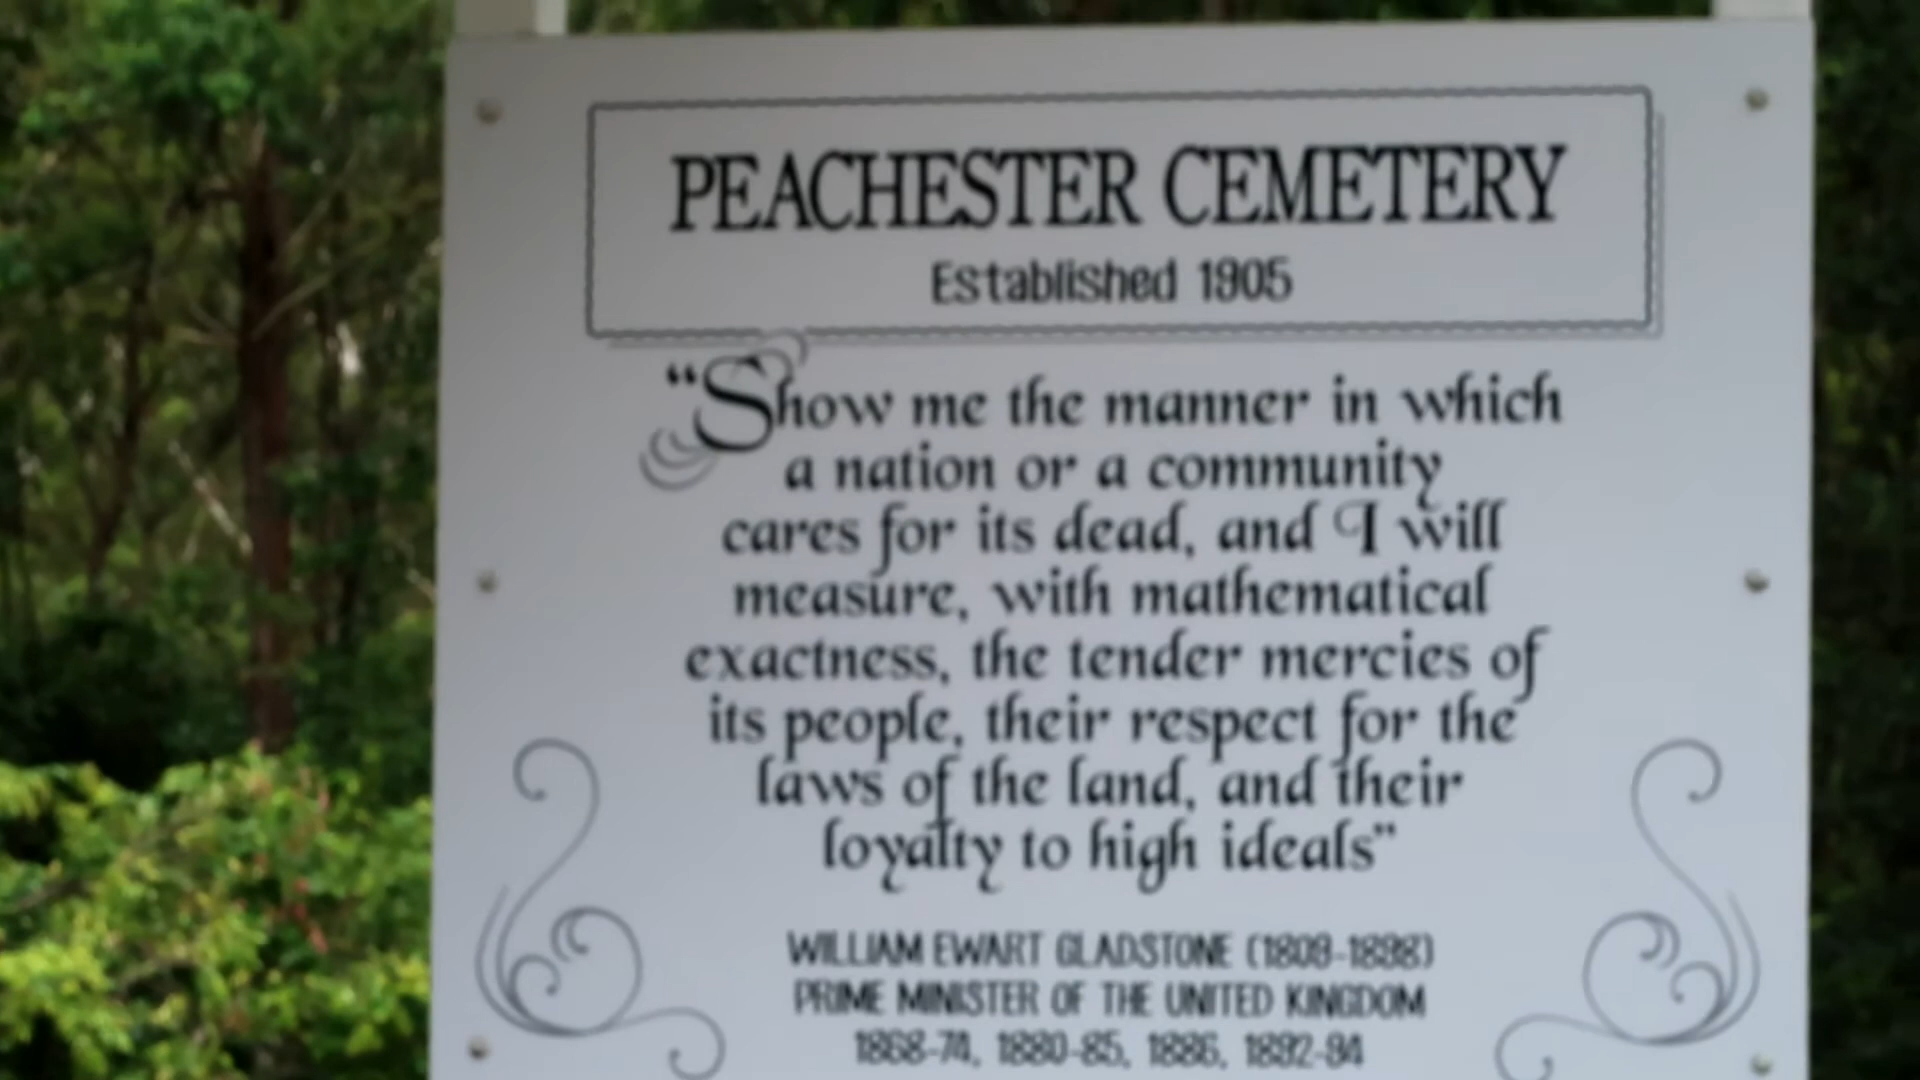 PEACHESTER CEMETERY
Established 1905
“Show me the manner in which
a nation or a community
cares for its dead, and I will
measure, with mathematical
exactness, the tender mercies of
its people, their respect for the
laws of the land, and their
loyalty to high ideals”
WILLIAM EWART GLADSTONE (1809-1898)
PRIME MINISTER OF THE UNITED KINGDOM
1868-74, 1880-85, 1886, 1892-94